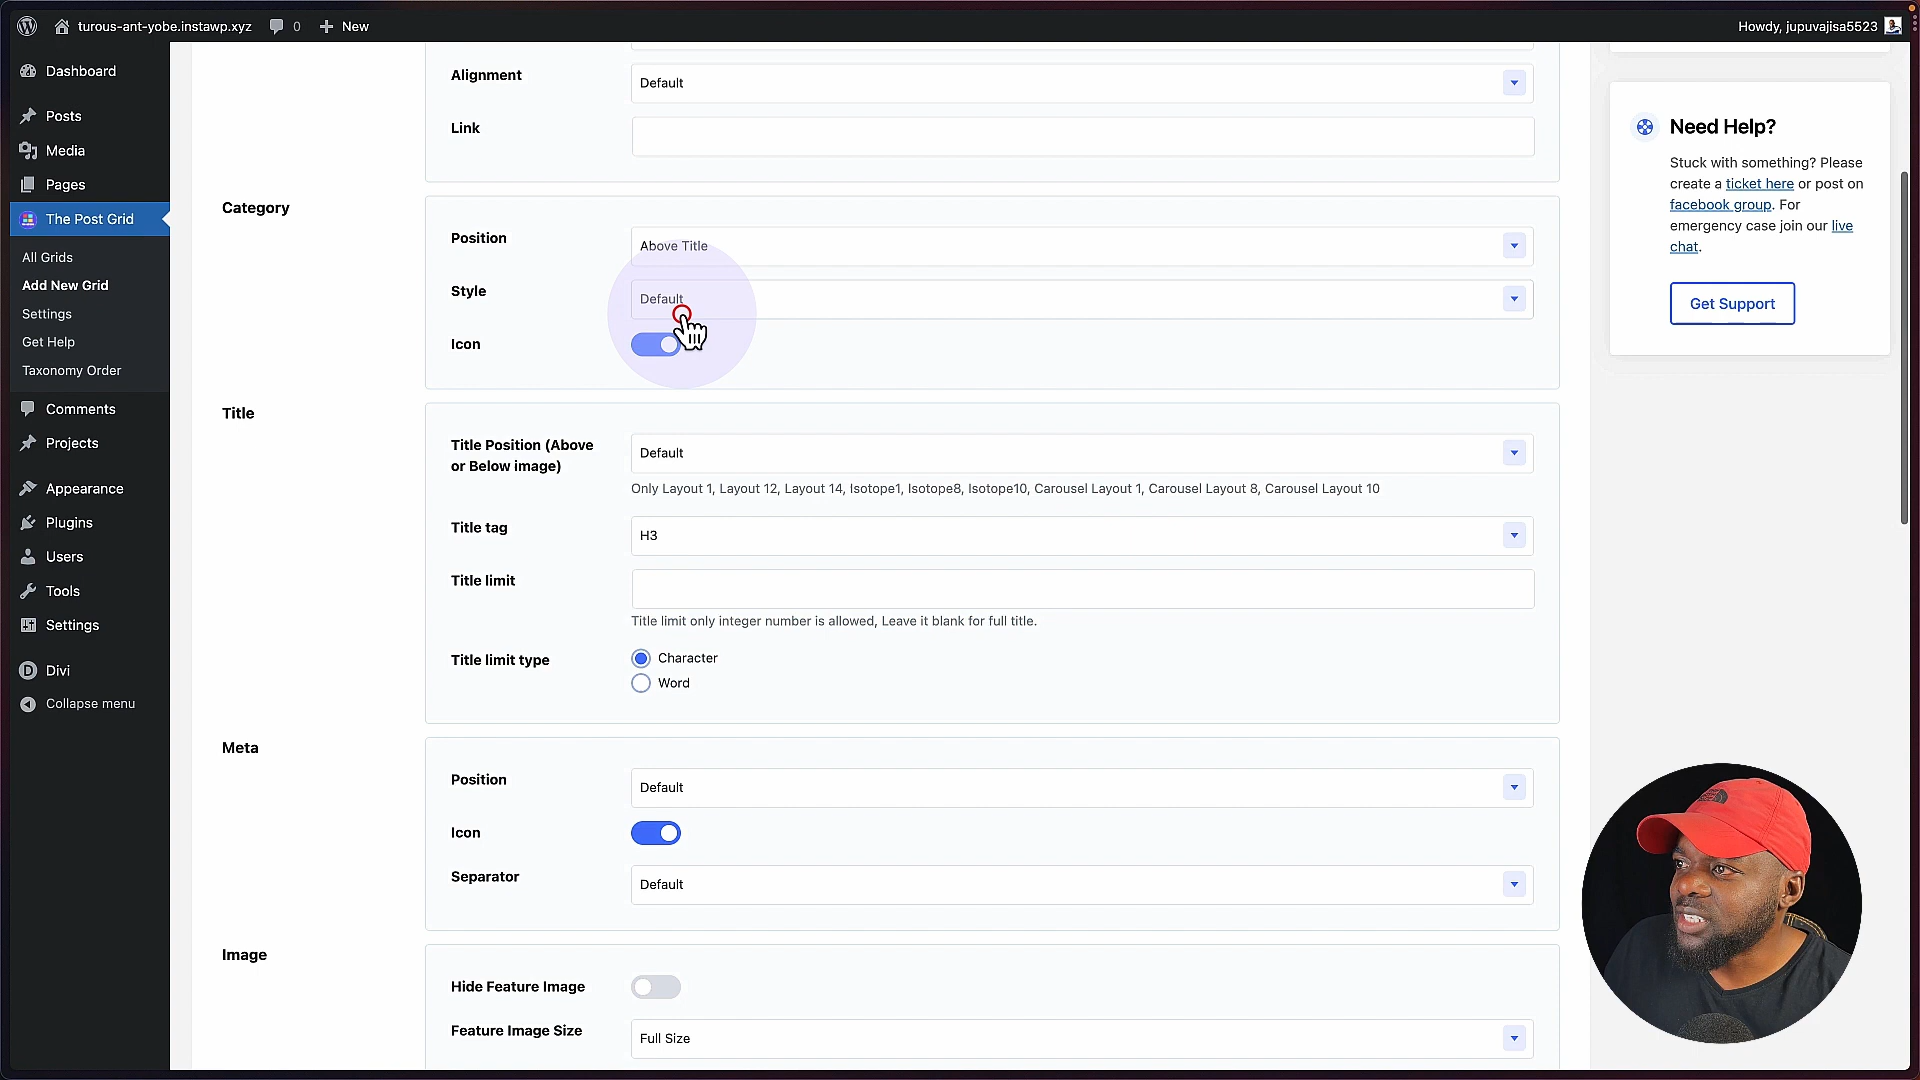 turous-ant-yobe.instawp.xyz
0
New
Howdy, jupuvajisa5523
Dashboard
Posts
Media
Pages
The Post Grid
All Grids
Add New Grid
Settings
Get Help
Taxonomy Order
Comments
Projects
Appearance
Plugins
Users
Tools
Settings
Divi
Collapse menu
Alignment
Default
Link
Category
Position
Above Title
Style
Default
Icon
Title
Title Position (Above
or Below image)
Default
Only Layout 1, Layout 12, Layout 14, Isotope1, Isotope8, Isotope10, Carousel Layout 1, Carousel Layout 8, Carousel Layout 10
Title tag
H3
Title limit
Title limit only integer number is allowed, Leave it blank for full title.
Title limit type
Character
Word
Meta
Position
Default
Icon
Separator
Default
Image
Hide Feature Image
Feature Image Size
Full Size
Need Help?
Stuck with something? Please
create a ticket here or post on
facebook group. For
emergency case join our live
chat.
Get Support